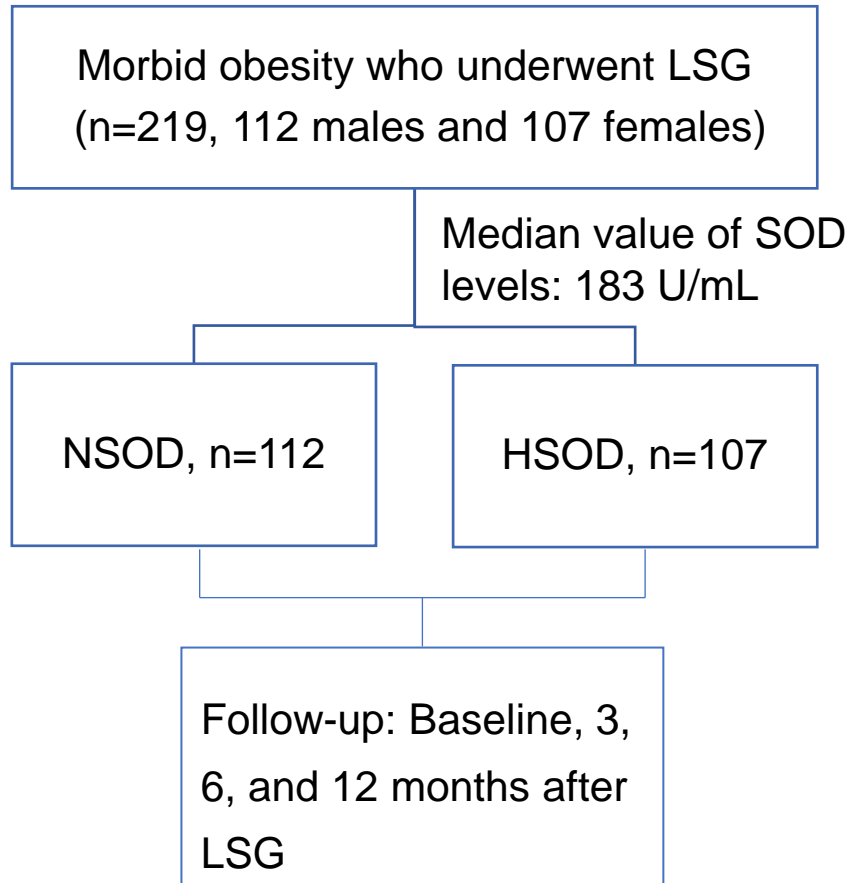 Morbid obesity who underwent LSG
(n=219, 112 males and 107 females)
Median value of SOD
levels: 183 U/mL
NSOD, n=112
HSOD, n=107
Follow-up: Baseline, 3,
6, and 12 months after
LSG